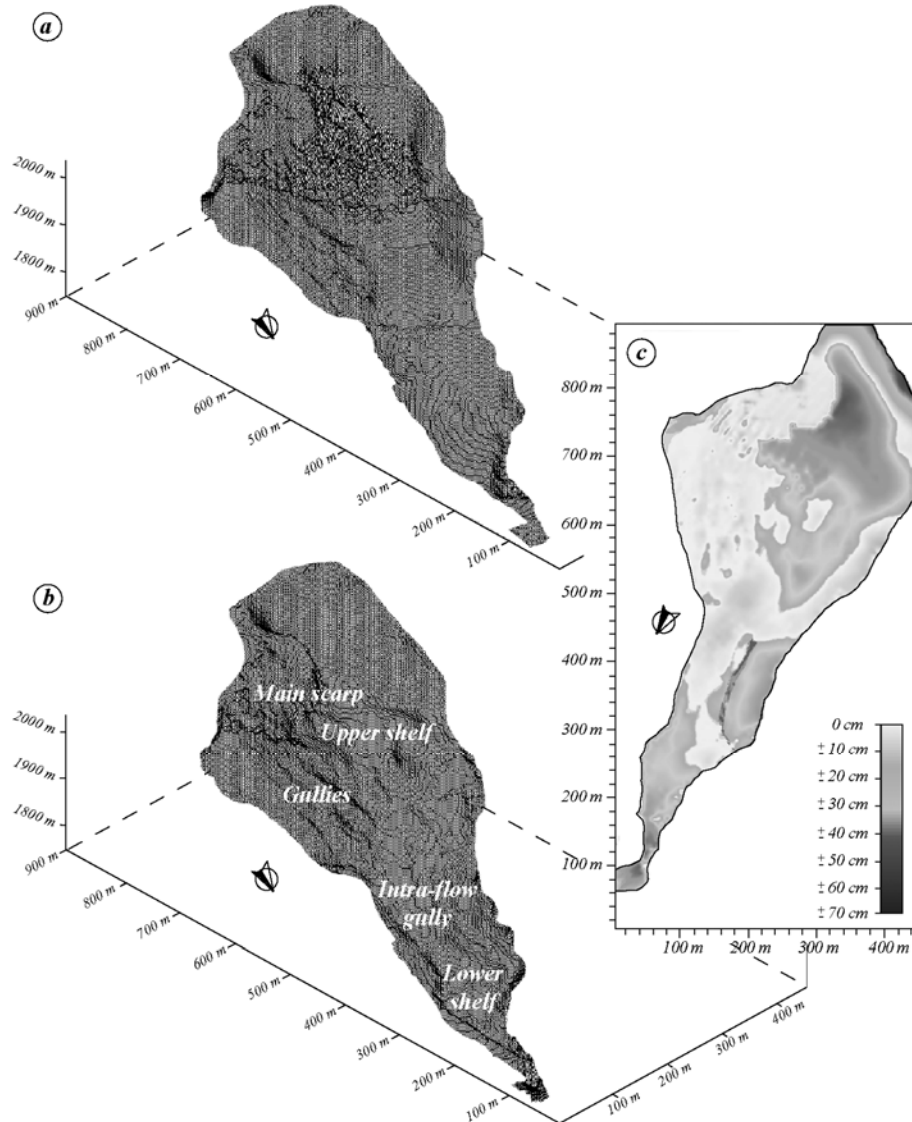 a
2000 m
1900 m
1800 m
900 m
800 m
700 m
600 m
500 m
400 m
300 m
200 m
100 m
b
Main scarp
Upper shelf
Gullies
Intra-flow
gully
Lower
shelf
2000 m
1900 m
1800 m
900 m
800 m
700 m
600 m
500 m
400 m
300 m
200 m
100 m
100 m
200 m
300 m
400 m
c
800 m
700 m
600 m
500 m
400 m
300 m
200 m
100 m
100 m
200 m
300 m
400 m
0 cm
±10 cm
±20 cm
±30 cm
±40 cm
±50 cm
±60 cm
±70 cm